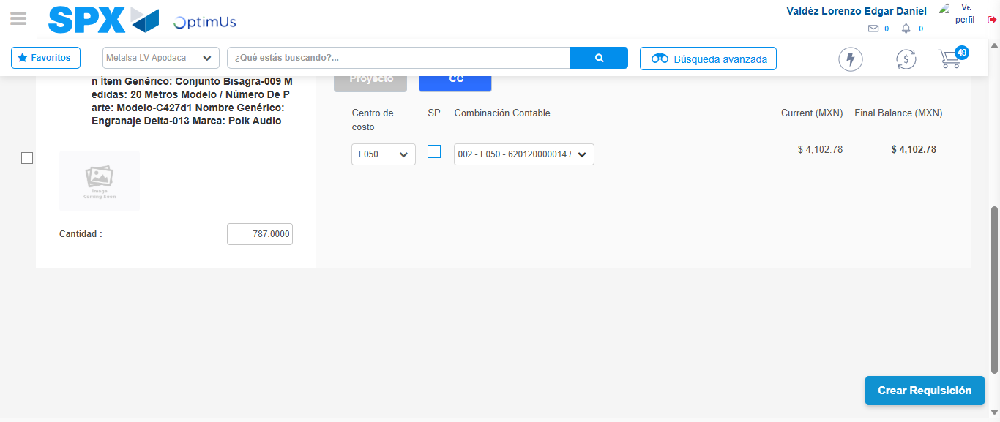 SPX
OptimUs
Valdéz Lorenzo Edgar Daniel
0
0
Ve
perfil
Favoritos
Metalsa LV Apodaca
¿Qué estás buscando?...
Búsqueda avanzada
49
n Ítem Genérico: Conjunto Bisagra-009 M
edidas: 20 Metros Modelo / Número De P
arte: Modelo-C427d1 Nombre Genérico:
Engranaje Delta-013 Marca: Polk Audio
Image
Coming Soon
Cantidad :
787.0000
Proyecto
CC
Centro de
costo
SP
Combinación Contable
Current (MXN)
Final Balance (MXN)
F050
002 - F050 - 620120000014 /
$ 4,102.78
$ 4,102.78
Crear Requisición